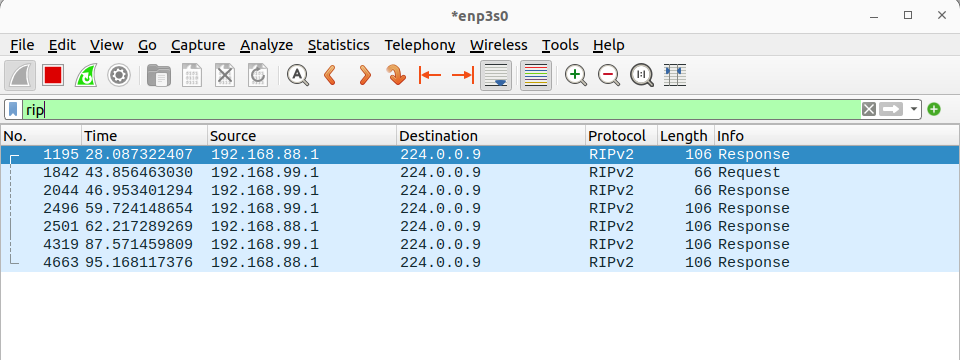 *enp3s0
File Edit View Go Capture Analyze Statistics Telephony Wireless Tools Help
rip
No. Time Source Destination Protocol Length Info
1195 28.087322407 192.168.88.1 224.0.0.9 RIPv2 106 Response
1842 43.856463030 192.168.99.1 224.0.0.9 RIPv2 66 Request
2044 46.953401294 192.168.99.1 224.0.0.9 RIPv2 66 Response
2496 59.724148654 192.168.99.1 224.0.0.9 RIPv2 106 Response
2501 62.217289269 192.168.88.1 224.0.0.9 RIPv2 106 Response
4319 87.571459809 192.168.99.1 224.0.0.9 RIPv2 106 Response
4663 95.168117376 192.168.88.1 224.0.0.9 RIPv2 106 Response